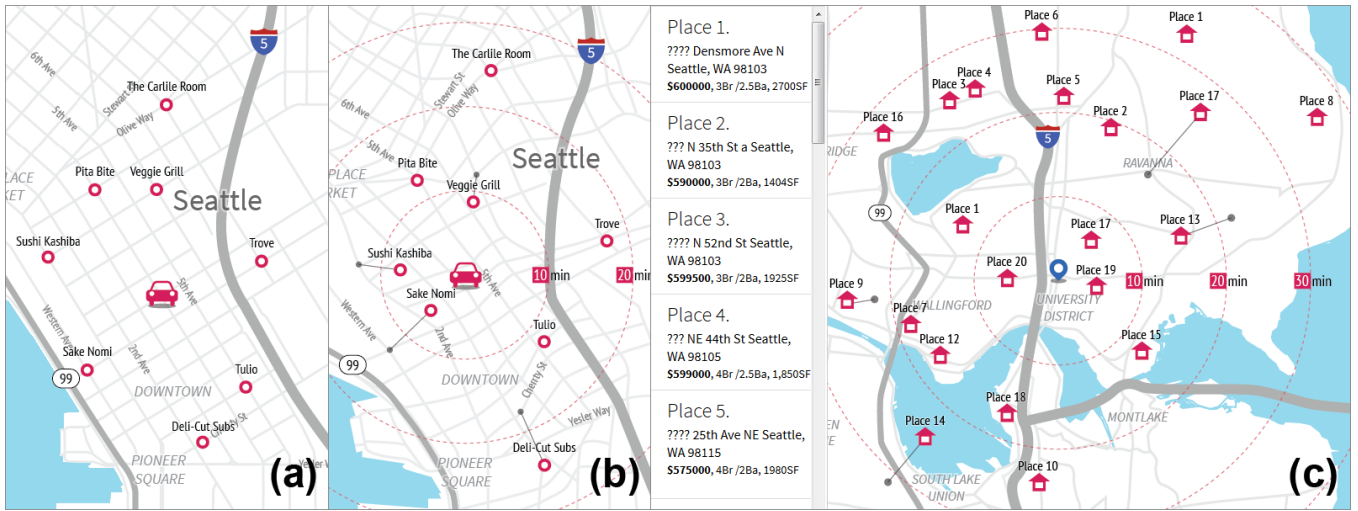 5
6th Ave
The Carlile Room
Stewart St
Olive Way
5th Ave
Pita Bite
Veggie Grill
LACE
KET
Seattle
Sushi Kashiba
Trove
5th Ave
Western Ave
2nd Ave
Sake Nomi
99
DOWNTOWN
Tulio
Deli-Cut Subs
PIONEER
SQUARE
(a)
5
The Carlile Room
Stewart St
Olive Way
6th Ave
5th Ave
Seattle
Pita Bite
PLACE
RKET
Veggie Grill
Trove
Sushi Kashiba
5th Ave
10 min
20 min
Sake Nomi
Western Ave
2nd Ave
Tulio
99
DOWNTOWN
Cherry St
Yesler Way
Deli-Cut Subs
PIONEER
SQUARE
(b)
Place 1.
???? Densmore Ave N
Seattle, WA 98103
$600000, 3Br /2.5Ba, 2700SF
Place 2.
??? N 35th St a Seattle,
WA 98103
$590000, 3Br /2Ba, 1404SF
Place 3.
???? N 52nd St Seattle,
WA 98103
$599500, 3Br /2Ba, 1925SF
Place 4.
??? NE 44th St Seattle,
WA 98105
$599000, 4Br /2.5Ba, 1,850SF
Place 5.
???? 25th Ave NE Seattle,
WA 98115
$575000, 4Br /2Ba, 1980SF
Place 6
Place 1
Place 4
Place 3
Place 5
Place 17
Place 8
Place 2
Place 16
5
RIDGE
RAVANNA
99
Place 1
Place 17
Place 13
Place 20
Place 19
10 min
20 min
30 min
Place 9
WALLINGFORD
UNIVERSITY
DISTRICT
Place 7
Place 12
Place 15
Place 18
MONTLAKE
Place 14
Place 10
SOUTH LAKE
UNION
(c)